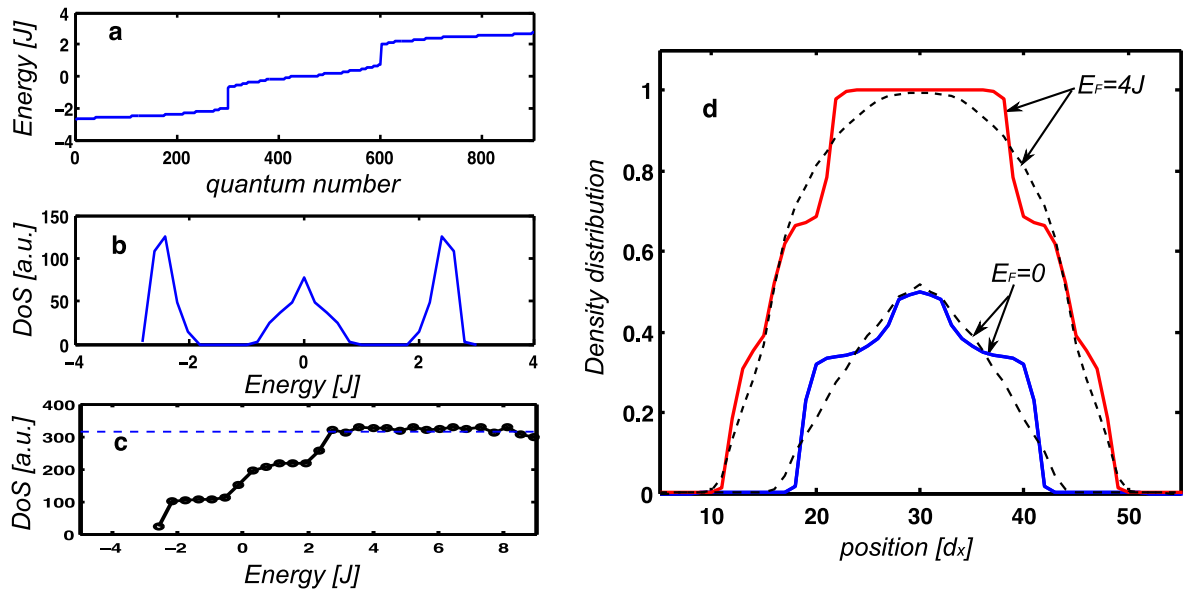 a
Energy [J]
4
2
0
−2
−4
0 200 400 600 800
quantum number
b
DoS [a.u.]
150
100
50
0
−4 −2 0 2 4
Energy [J]
c
DoS [a.u.]
400
300
200
100
0
−4 −2 0 2 4 6 8
Energy [J]
d
Density distribution
1
0.8
0.6
0.4
0.2
0
10 20 30 40 50
position [dx]
EF=4J
EF=0